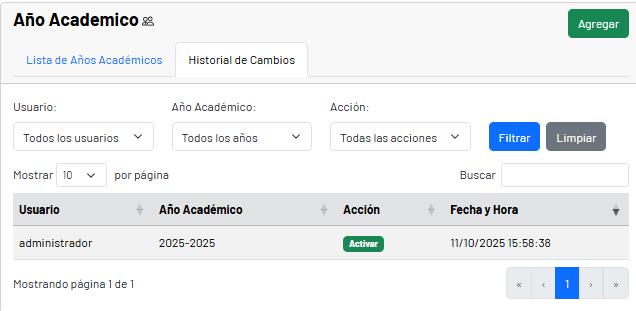 Año Academico
Agregar
Lista de Años Académicos Historial de Cambios
Usuario: Año Académico: Acción:
Todos los usuarios Todos los años Todas las acciones Filtrar Limpiar
Mostrar 10 por página Buscar
Usuario Año Académico Acción Fecha y Hora
administrador 2025-2025 Activar 11/10/2025 15:58:38
Mostrando página 1 de 1 « ‹ 1 › »